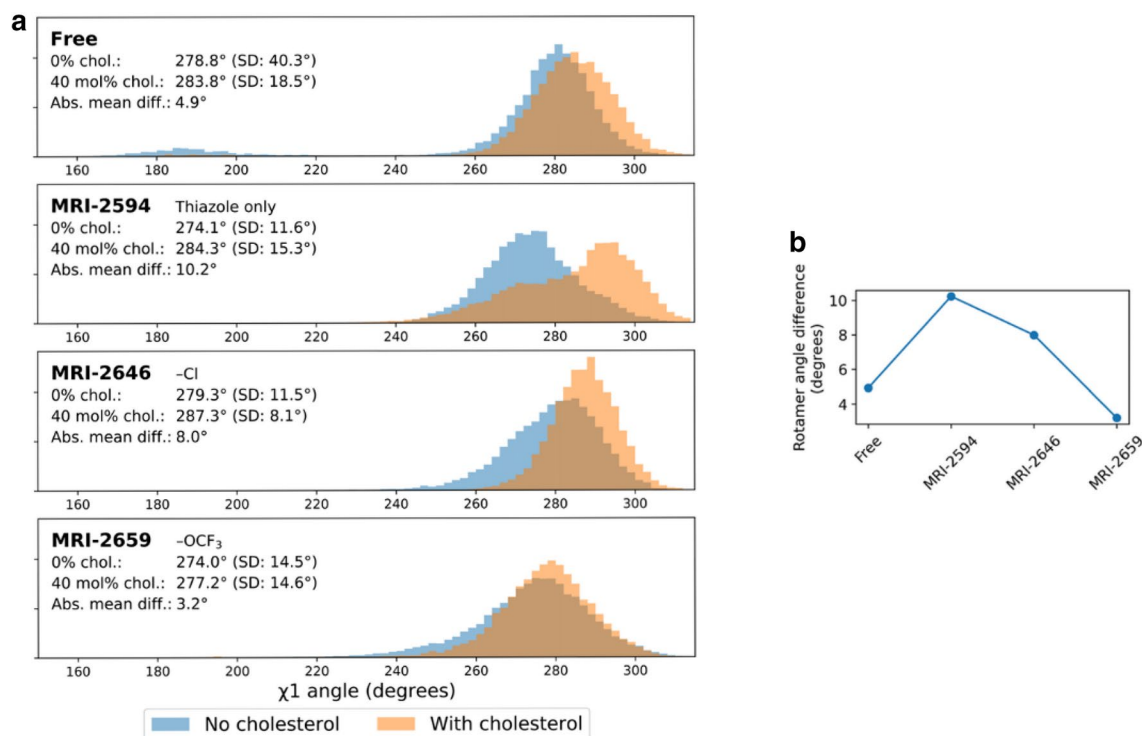 a
Free
0% chol.: 278.8° (SD: 40.3°)
40 mol% chol.: 283.8° (SD: 18.5°)
Abs. mean diff.: 4.9°
160 180 200 220 240 260 280 300
MRI-2594 Thiazole only
0% chol.: 274.1° (SD: 11.6°)
40 mol% chol.: 284.3° (SD: 15.3°)
Abs. mean diff.: 10.2°
160 180 200 220 240 260 280 300
MRI-2646 –Cl
0% chol.: 279.3° (SD: 11.5°)
40 mol% chol.: 287.3° (SD: 8.1°)
Abs. mean diff.: 8.0°
160 180 200 220 240 260 280 300
MRI-2659 –OCF₃
0% chol.: 274.0° (SD: 14.5°)
40 mol% chol.: 277.2° (SD: 14.6°)
Abs. mean diff.: 3.2°
160 180 200 220 240 260 280 300
χ1 angle (degrees)
No cholesterol With cholesterol
b
Rotamer angle difference
(degrees)
10
8
6
4
Free MRI-2594 MRI-2646 MRI-2659